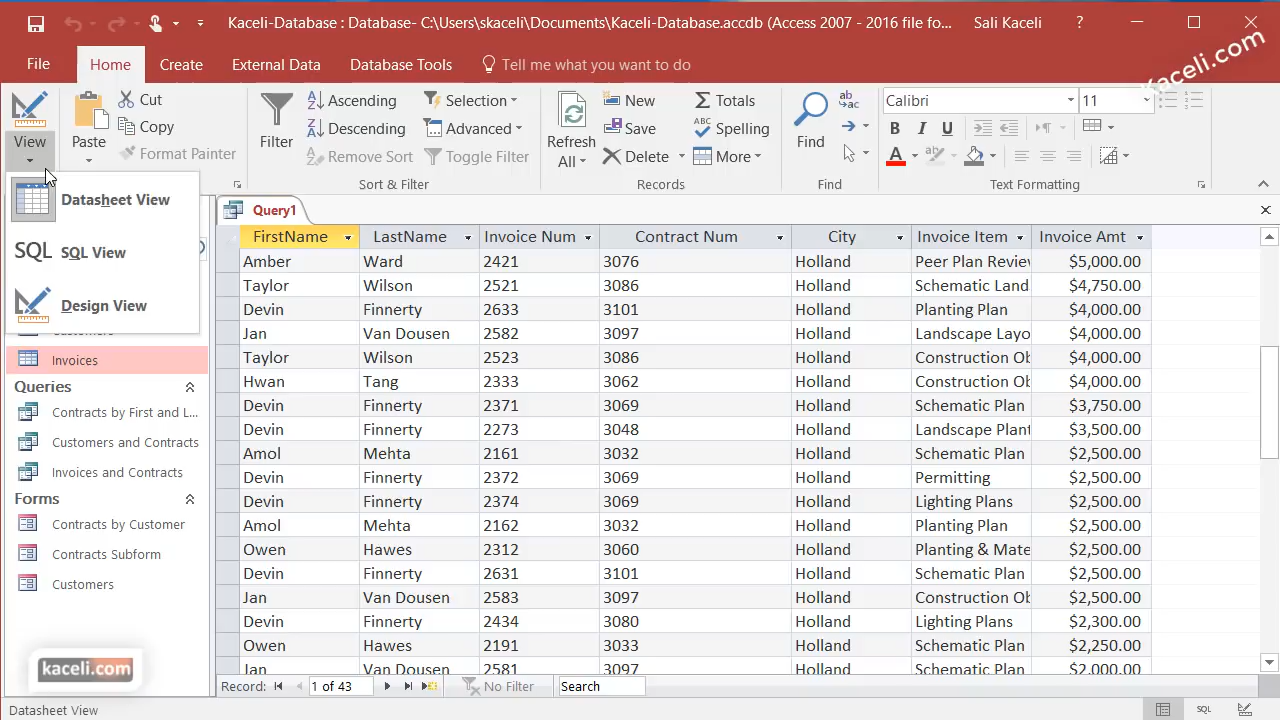 Kaceli-Database : Database- C:\Users\skaceli\Documents\Kaceli-Database.accdb (Access 2007 - 2016 file fo... Sali Kaceli ?
Kaceli.com
File Home Create External Data Database Tools Tell me what you want to do
View
Paste
Cut
Copy
Format Painter
Filter
Ascending
Descending
Remove Sort
Selection
Advanced
Toggle Filter
Sort & Filter
Refresh
All
New
Save
Delete
Totals
Spelling
More
Records
Find
Find
Calibri 11
B I U
Text Formatting
Datasheet View
SQL SQL View
Design View
Invoices
Queries
Contracts by First and L...
Customers and Contracts
Invoices and Contracts
Forms
Contracts by Customer
Contracts Subform
Customers
kaceli.com
Query1
FirstName LastName Invoice Num Contract Num City Invoice Item Invoice Amt
Amber Ward 2421 3076 Holland Peer Plan Review $5,000.00
Taylor Wilson 2521 3086 Holland Schematic Land $4,750.00
Devin Finnerty 2633 3101 Holland Planting Plan $4,000.00
Jan Van Dousen 2582 3097 Holland Landscape Layo $4,000.00
Taylor Wilson 2523 3086 Holland Construction Ob $4,000.00
Hwan Tang 2333 3062 Holland Construction Ob $4,000.00
Devin Finnerty 2371 3069 Holland Schematic Plan $3,750.00
Devin Finnerty 2273 3048 Holland Landscape Plant $3,500.00
Amol Mehta 2161 3032 Holland Schematic Plan $2,500.00
Devin Finnerty 2372 3069 Holland Permitting $2,500.00
Devin Finnerty 2374 3069 Holland Lighting Plans $2,500.00
Amol Mehta 2162 3032 Holland Planting Plan $2,500.00
Owen Hawes 2312 3060 Holland Planting & Mate $2,500.00
Devin Finnerty 2631 3101 Holland Schematic Plan $2,500.00
Jan Van Dousen 2583 3097 Holland Construction Ob $2,500.00
Devin Finnerty 2434 3080 Holland Lighting Plans $2,300.00
Owen Hawes 2191 3033 Holland Schematic Plan $2,250.00
Jan Van Dousen 2581 3097 Holland Schematic Plan $2,000.00
Record: 1 of 43 No Filter Search
Datasheet View SQL